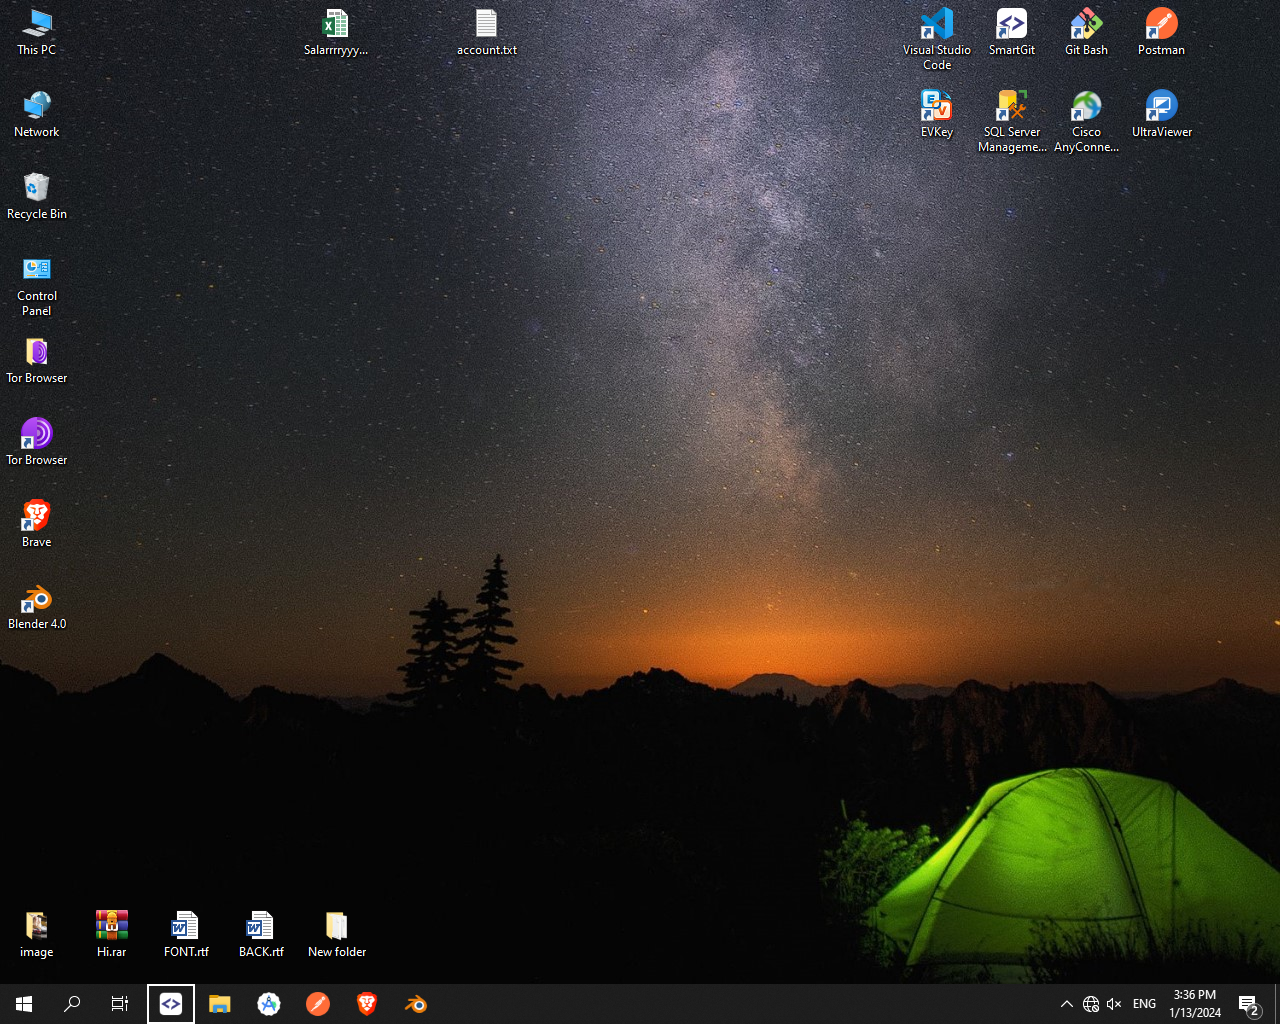 This PC
Salarrrryyy...
account.txt
Visual Studio
Code
SmartGit
Git Bash
Postman
Network
EVKey
SQL Server
Manageme...
Cisco
AnyConne...
UltraViewer
Recycle Bin
Control
Panel
Tor Browser
Tor Browser
Brave
Blender 4.0
image
Hi.rar
FONT.rtf
BACK.rtf
New folder
ENG
3:36 PM
1/13/2024
2